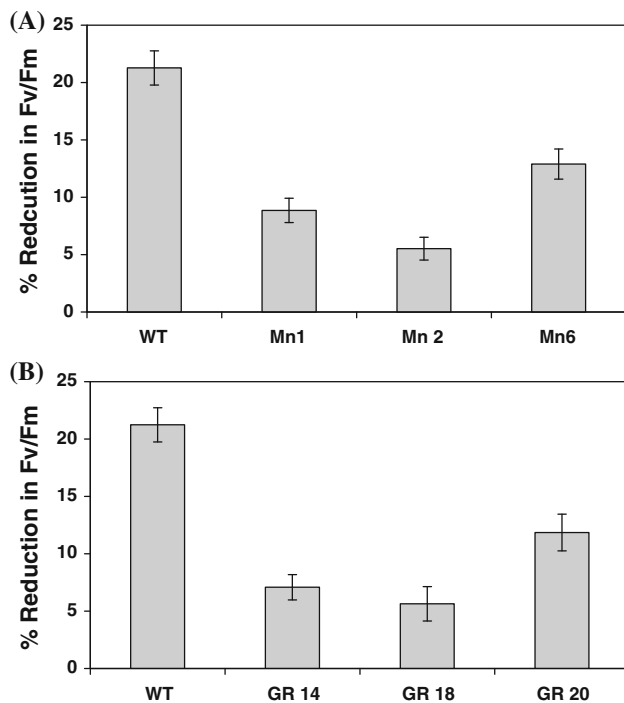 (A)
25
20
15
10
5
0
% Redcution in Fv/Fm
WT Mn1 Mn 2 Mn6
(B)
25
20
15
10
5
0
% Reduction in Fv/Fm
WT GR 14 GR 18 GR 20